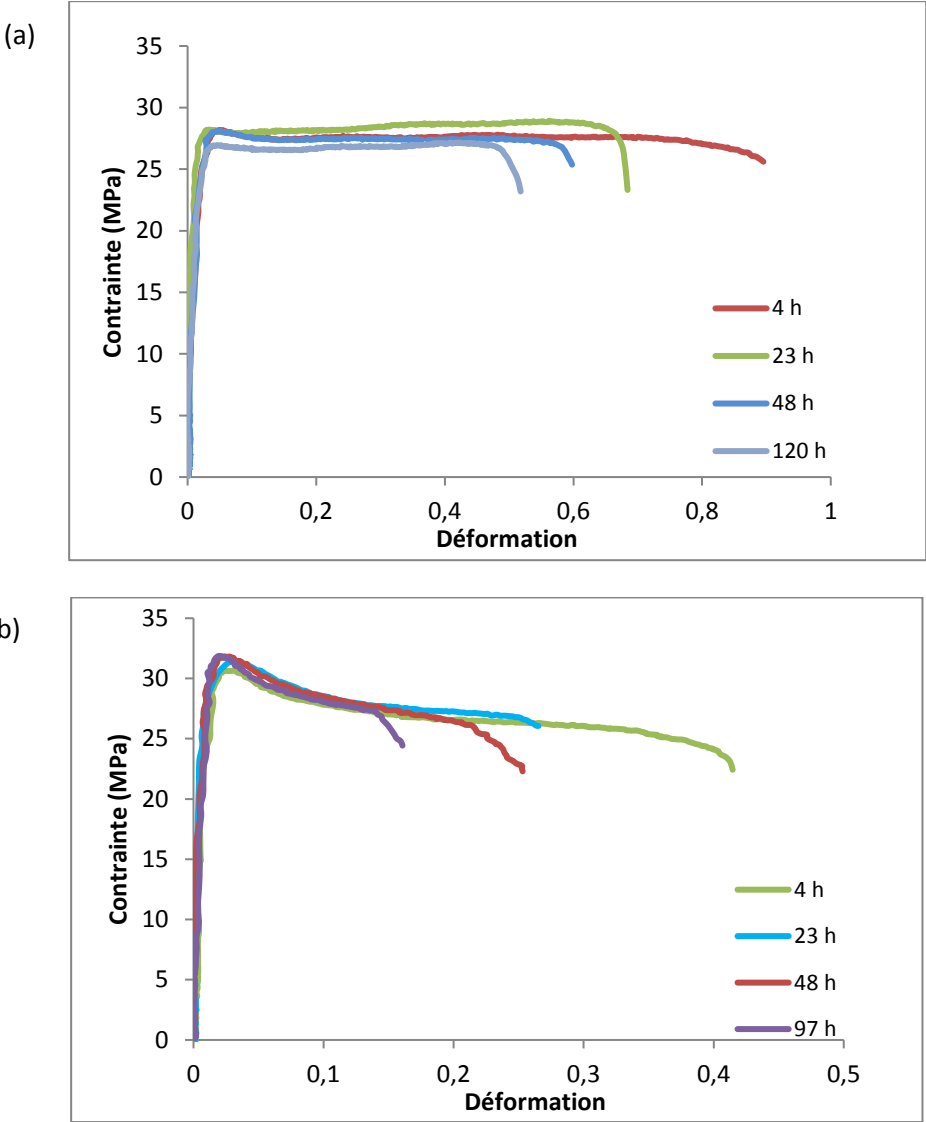 (a)
35
30
25
20
15
10
5
0
Contrainte (MPa)
4 h
23 h
48 h
120 h
0 0,2 0,4 0,6 0,8 1
Déformation
b)
35
30
25
20
15
10
5
0
Contrainte (MPa)
4 h
23 h
48 h
97 h
0 0,1 0,2 0,3 0,4 0,5
Déformation